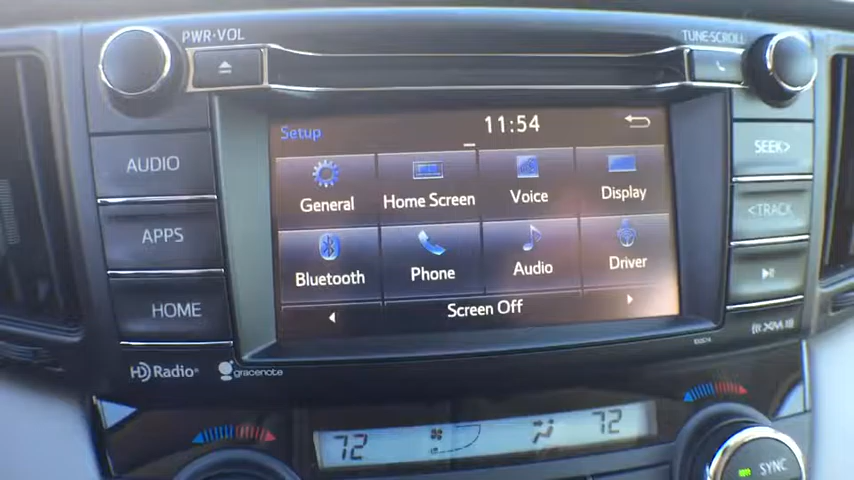 PWR·VOL
TUNE·SCROLL
AUDIO
APPS
HOME
Setup 11:54
General Home Screen Voice Display
Bluetooth Phone Audio Driver
Screen Off
SEEK>
<TRACK
HD Radio
gracenote
((XM))
72 72
SYNC